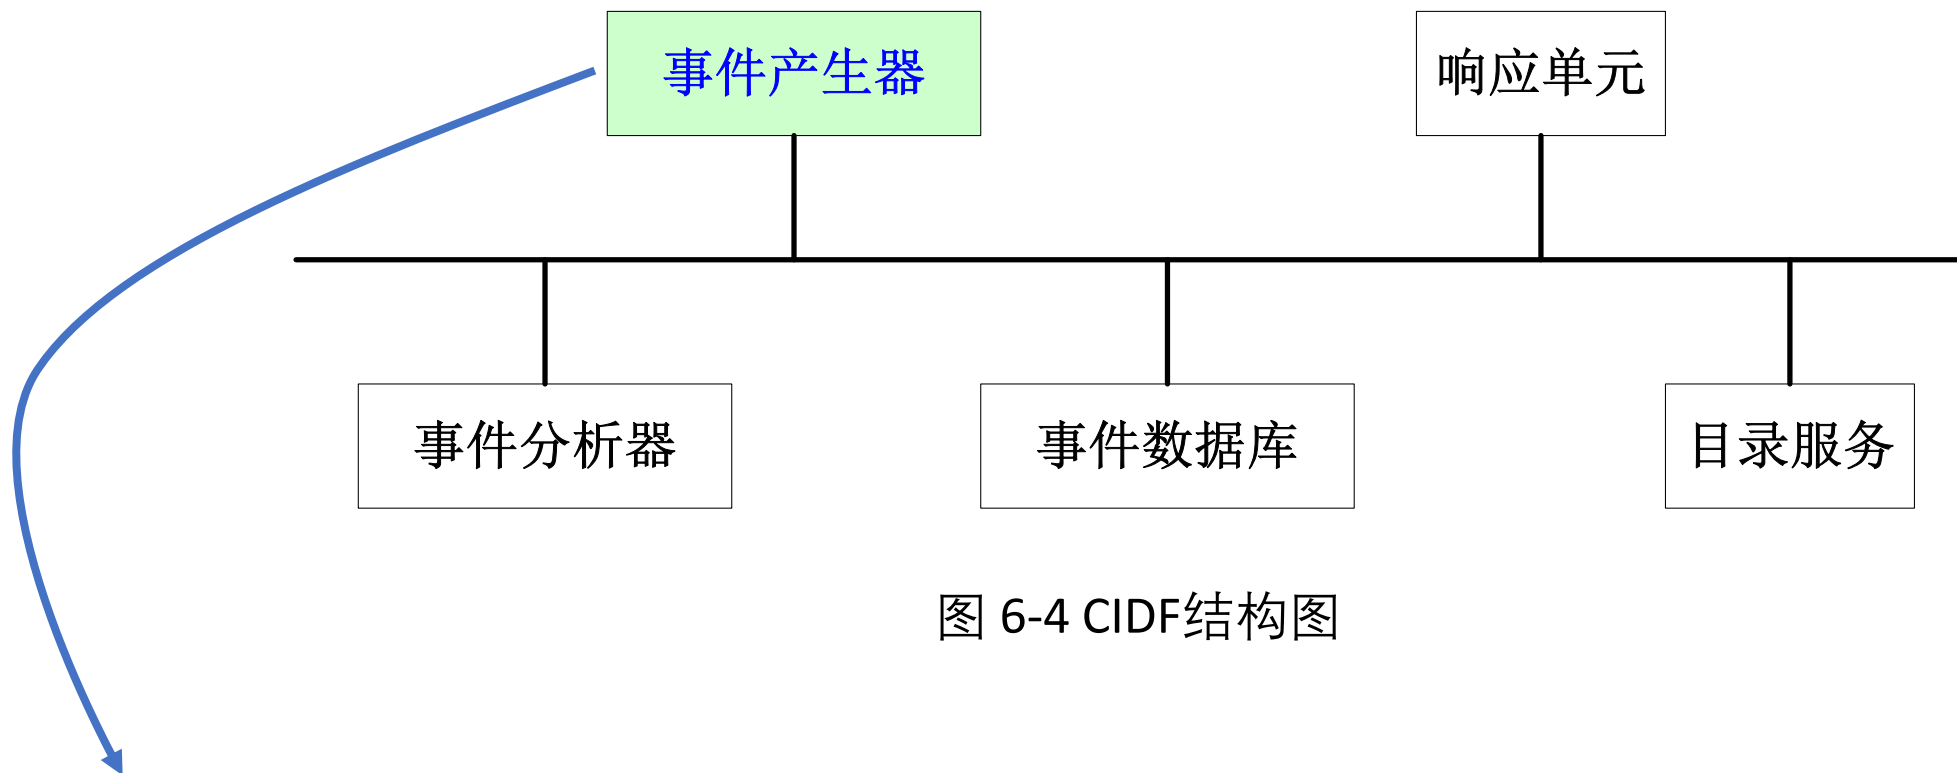 事件产生器
响应单元
事件分析器
事件数据库
目录服务
图 6-4 CIDF结构图